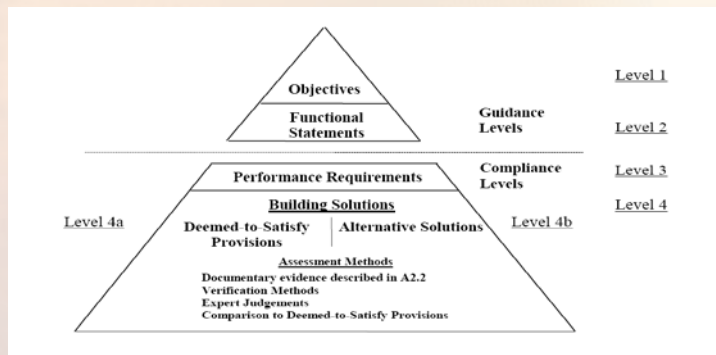 Objectives
Level 1
Functional
Statements
Guidance
Levels
Level 2
Performance Requirements
Compliance
Levels
Level 3
Building Solutions
Level 4
Level 4a
Deemed-to-Satisfy
Provisions
Alternative Solutions
Level 4b
Assessment Methods
Documentary evidence described in A2.2
Verification Methods
Expert Judgements
Comparison to Deemed-to-Satisfy Provisions